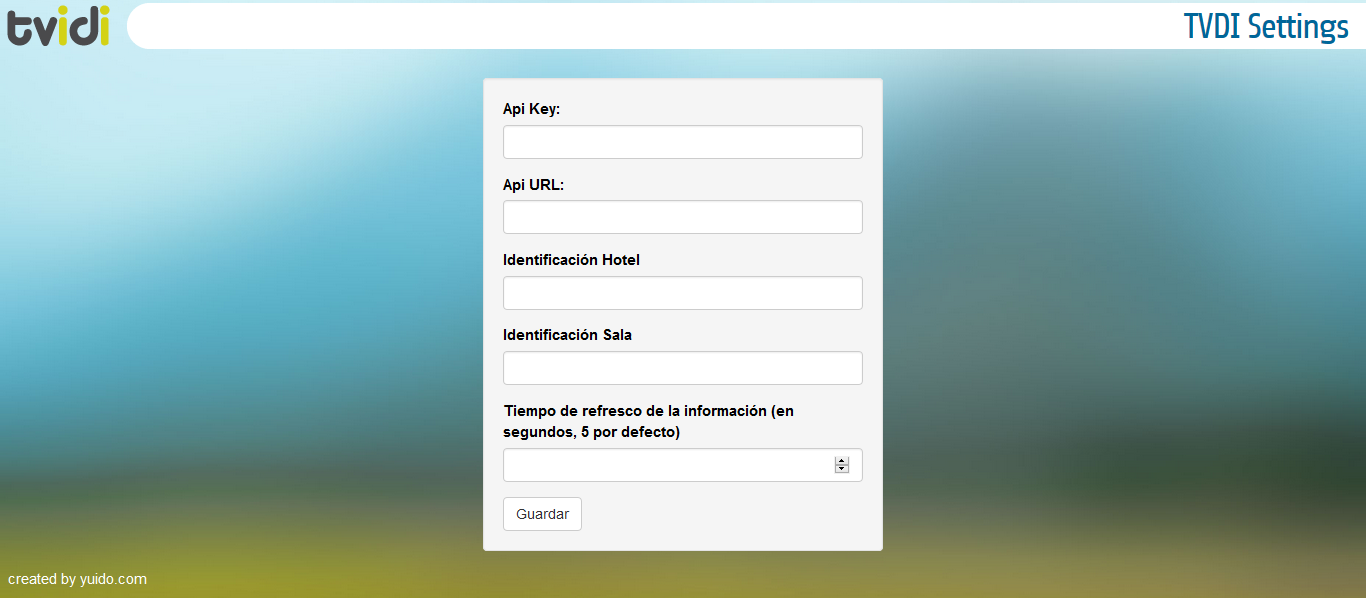 tvidi
TVDI Settings
Api Key:
Api URL:
Identificación Hotel
Identificación Sala
Tiempo de refresco de la información (en
segundos, 5 por defecto)
Guardar
created by yuido.com